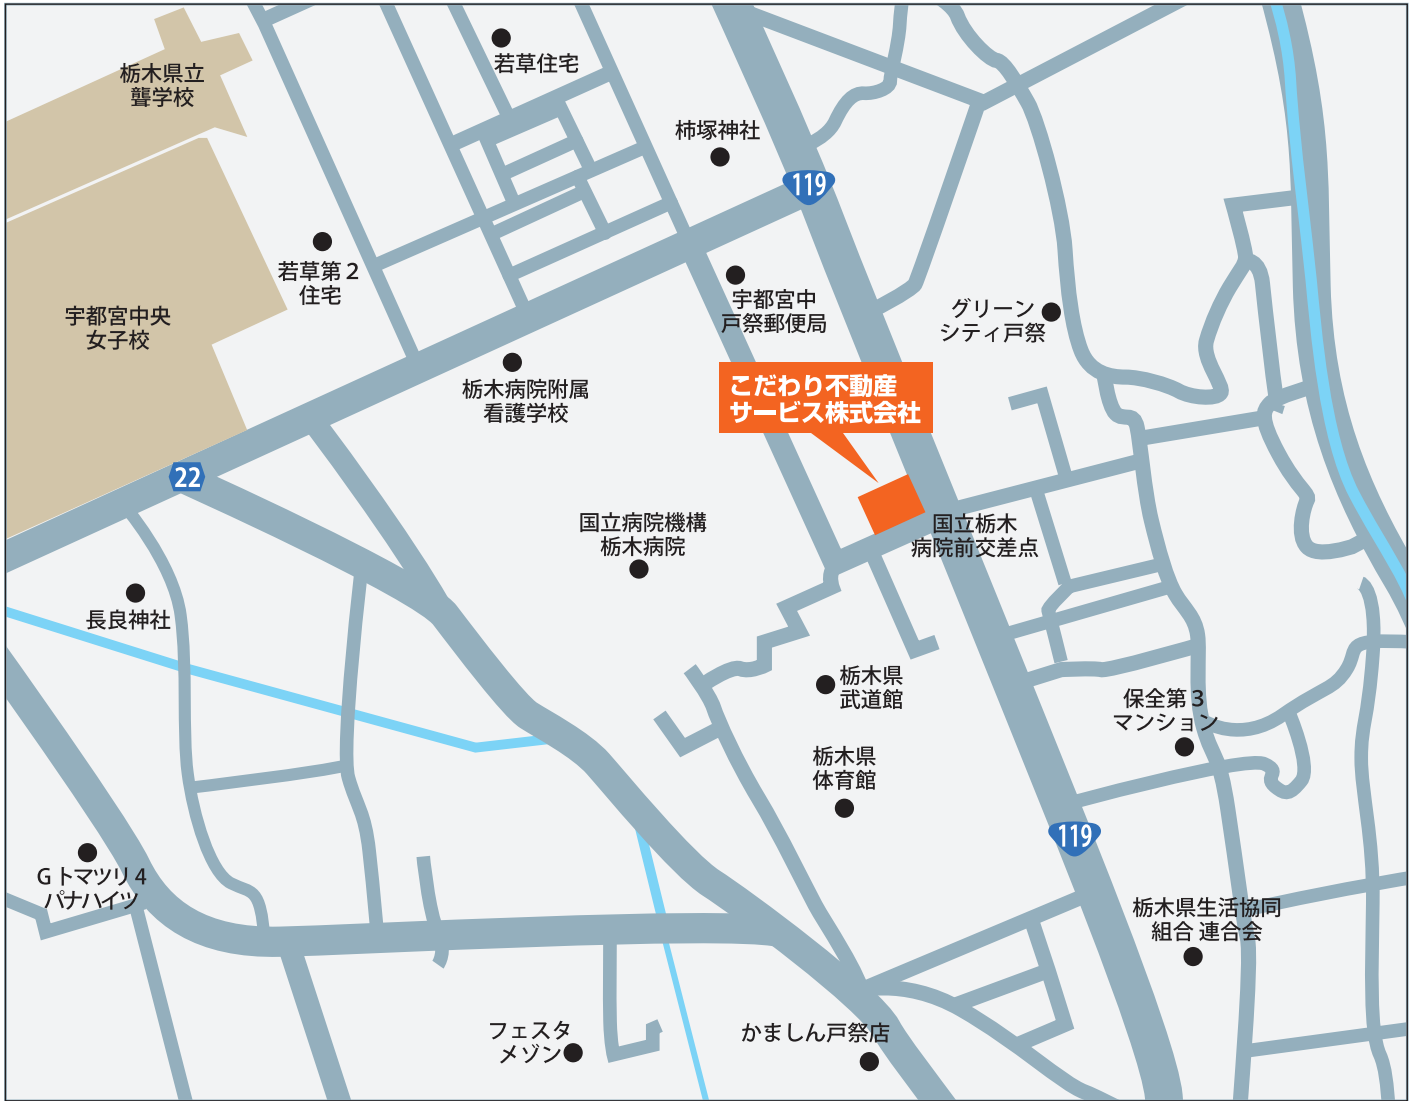 若草住宅
栃木県立
聾学校
柿塚神社
119
若草第２
住宅
宇都宮中央
女子校
宇都宮中
戸祭郵便局
グリーン
シティ戸祭
栃木病院附属
看護学校
こだわり不動産
サービス株式会社
22
国立病院機構
栃木病院
国立栃木
病院前交差点
長良神社
栃木県
武道館
保全第３
マンション
栃木県
体育館
119
Ｇトマツリ４
パナハイツ
栃木県生活協同
組合 連合会
フェスタ
メゾン
かましん戸祭店